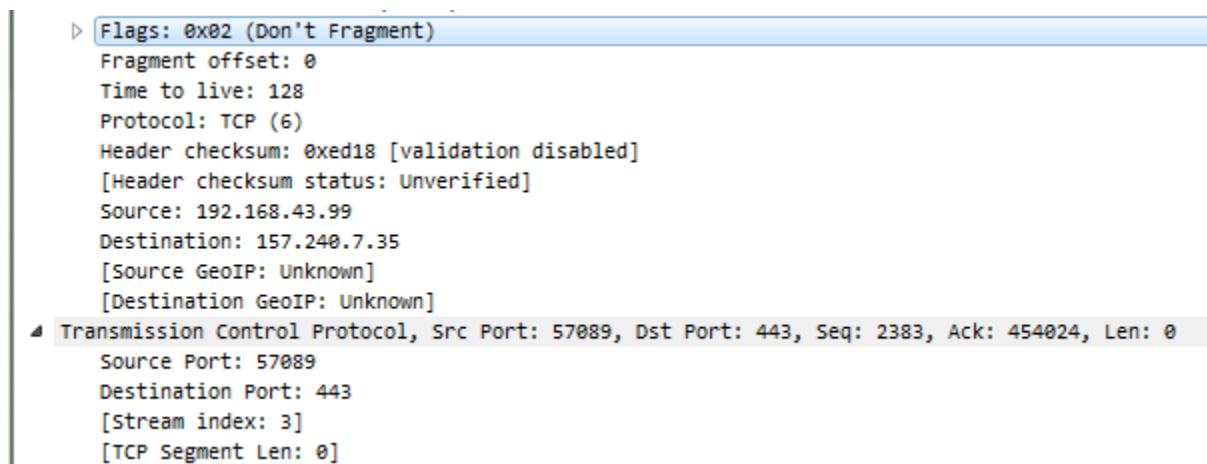 Flags: 0x02 (Don't Fragment)
Fragment offset: 0
Time to live: 128
Protocol: TCP (6)
Header checksum: 0xed18 [validation disabled]
[Header checksum status: Unverified]
Source: 192.168.43.99
Destination: 157.240.7.35
[Source GeoIP: Unknown]
[Destination GeoIP: Unknown]
Transmission Control Protocol, Src Port: 57089, Dst Port: 443, Seq: 2383, Ack: 454024, Len: 0
Source Port: 57089
Destination Port: 443
[Stream index: 3]
[TCP Segment Len: 0]